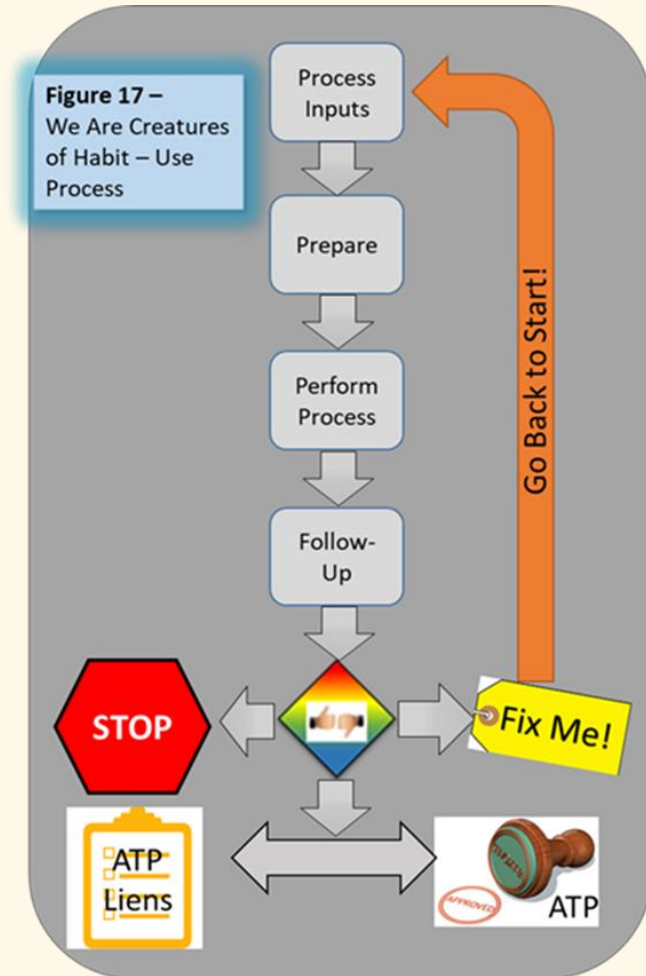 Process
Inputs
Figure 17 –
We Are Creatures
of Habit – Use
Process
Prepare
Perform
Process
Follow-
Up
Go Back to Start!
STOP
Fix Me!
ATP
Liens
APPROVED
ATP